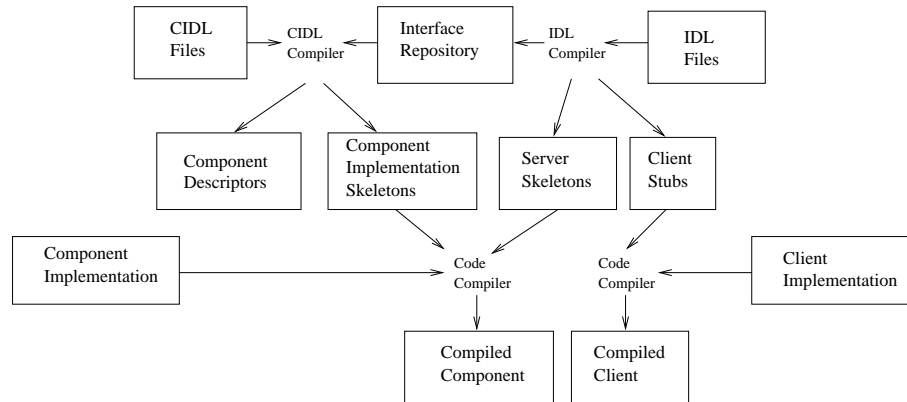 CIDL
Files
CIDL
Compiler
Interface
Repository
IDL
Compiler
IDL
Files
Component
Descriptors
Component
Implementation
Skeletons
Server
Skeletons
Client
Stubs
Component
Implementation
Code
Compiler
Code
Compiler
Client
Implementation
Compiled
Component
Compiled
Client